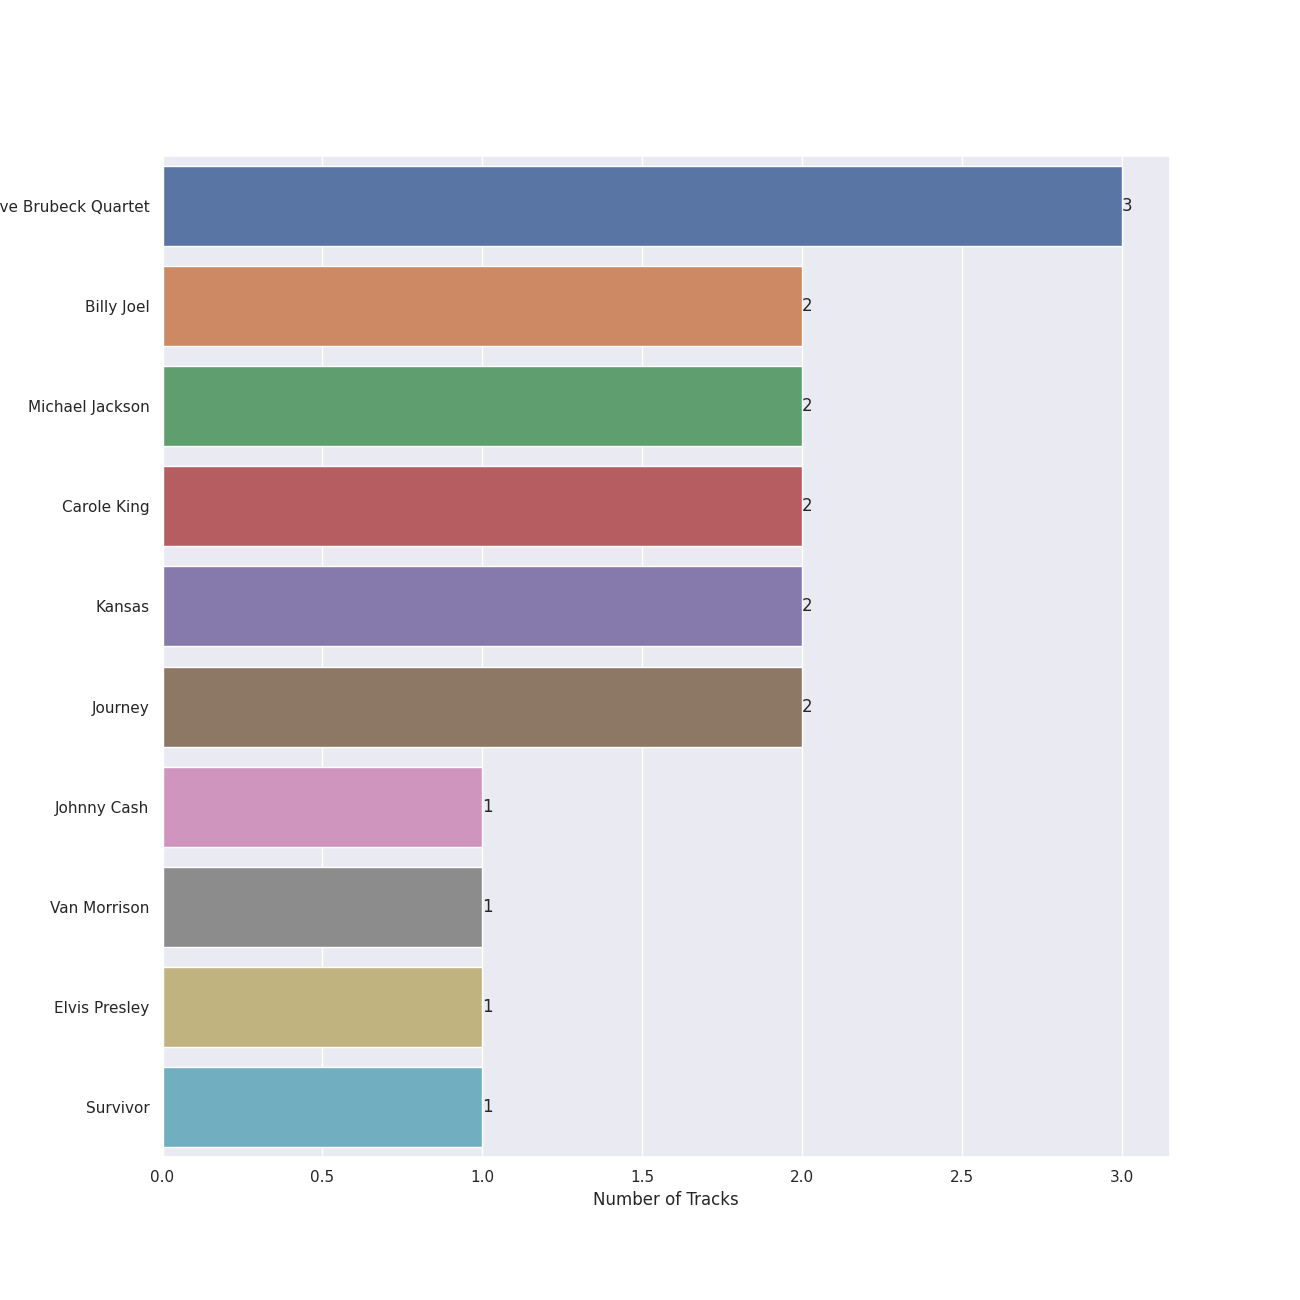 ve Brubeck Quartet
3
Billy Joel
2
Michael Jackson
2
Carole King
2
Kansas
2
Journey
2
Johnny Cash
1
Van Morrison
1
Elvis Presley
1
Survivor
1
0.0 0.5 1.0 1.5 2.0 2.5 3.0
Number of Tracks